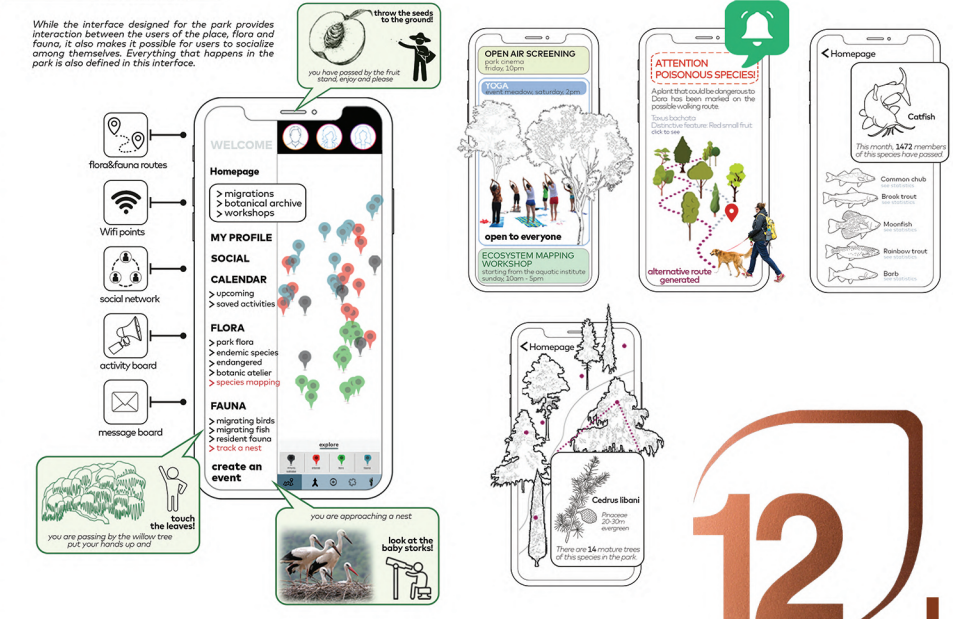 While the interface designed for the park provides
interaction between the users of the place, flora and
fauna, it also makes it possible for users to socialize
among themselves. Everything that happens in the
park is also defined in this interface.
throw the seeds
to the ground!
you have passed by the fruit
stand, enjoy and please
flora&fauna routes
Wifi points
social network
activity board
message board
WELCOME
Homepage
> migrations
> botanical archive
> workshops
MY PROFILE
SOCIAL
CALENDAR
> upcoming
> saved activities
FLORA
> park flora
> endemic species
> endangered
> botanic atelier
> species mapping
FAUNA
> migrating birds
> migrating fish
> resident fauna
> track a nest
create an
event
explore
touch
the leaves!
you are passing by the willow tree
put your hands up and
you are approaching a nest
look at the
baby storks!
OPEN AIR SCREENING
park cinema
friday, 10pm
YOGA
event meadow, saturday, 2pm
open to everyone
ECOSYSTEM MAPPING
WORKSHOP
starting from the aquatic institute
sunday, 10am - 5pm
ATTENTION
POISONOUS SPECIES!
A plant that could be dangerous to
Dora has been marked on the
possible walking route.
Taxus bachata
Distinctive feature: Red small fruit
click to see
alternative route
generated
< Homepage
Catfish
This month, 1472 members
of this species have passed.
Common chub
see statistics
Brook trout
see statistics
Moonfish
see statistics
Rainbow trout
see statistics
Barb
see statistics
< Homepage
Cedrus libani
Pinaceae
20-30m
evergreen
There are 14 mature trees
of this species in the park.
12